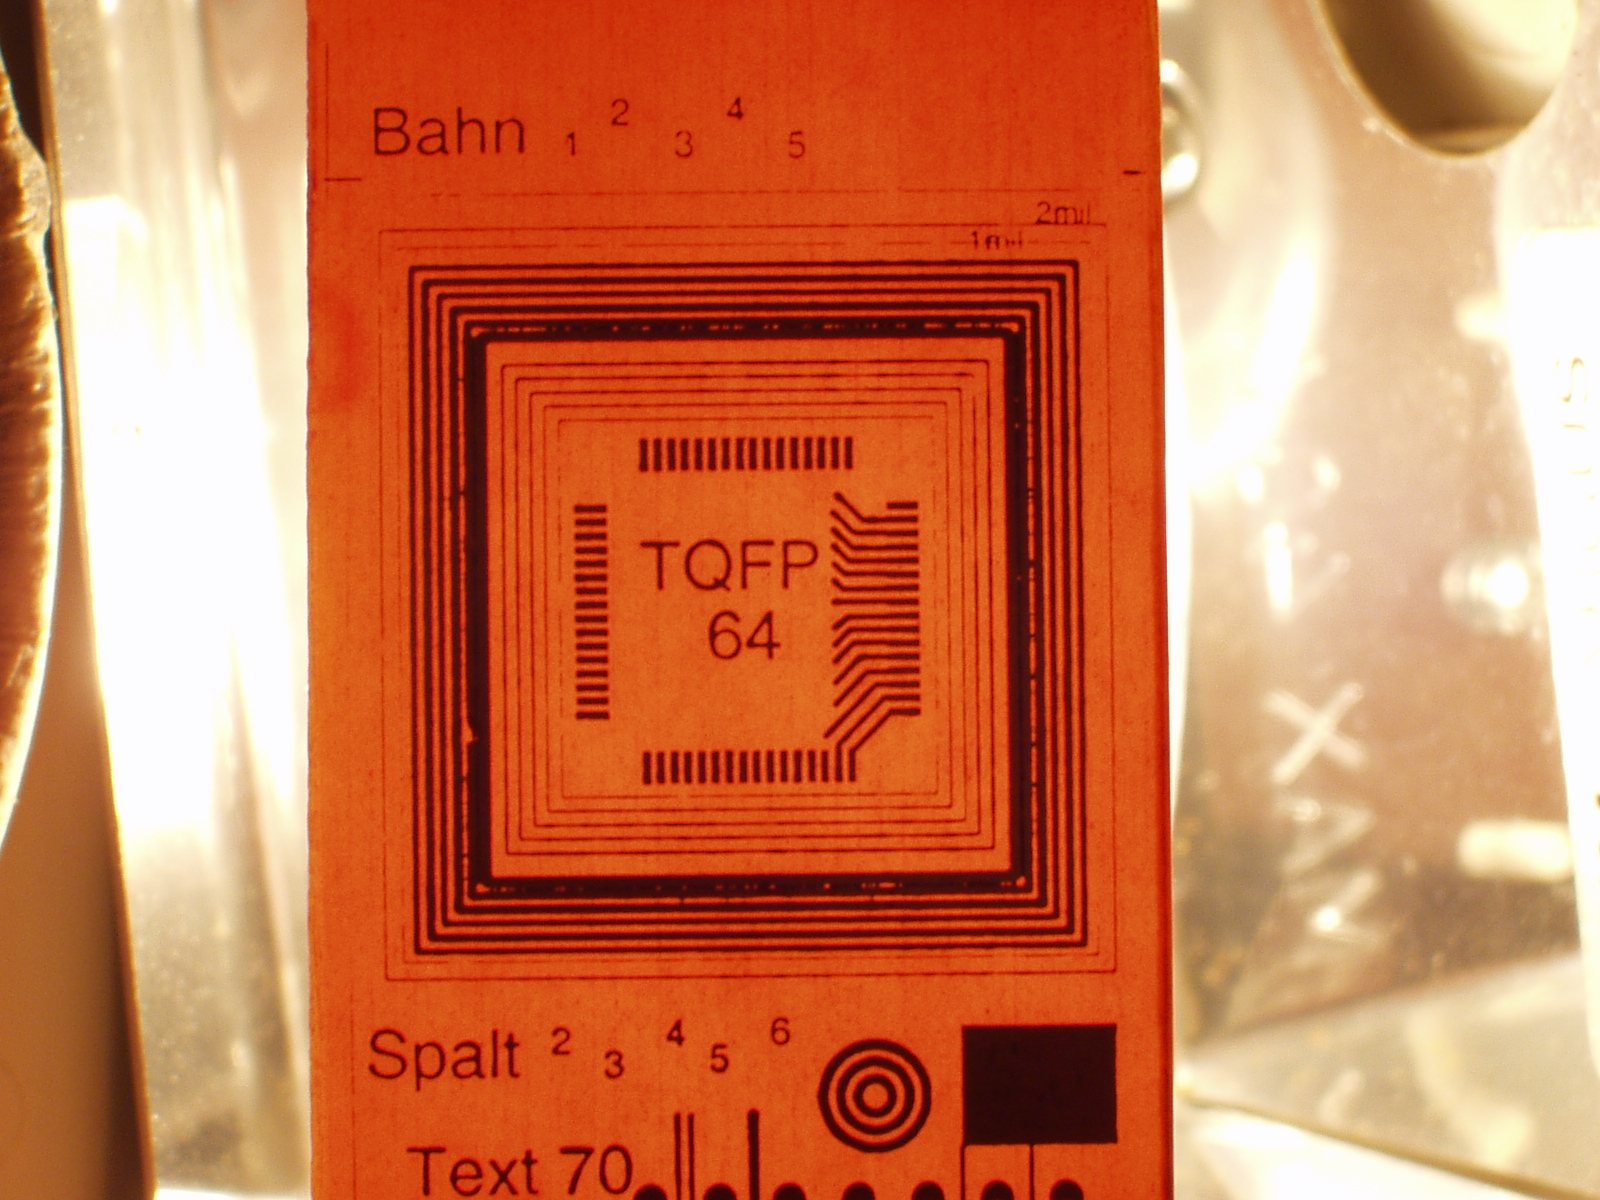 Bahn 1 2 3 4 5
2mil
1mil
TQFP
64
Spalt 2 3 4 5 6
Text 70